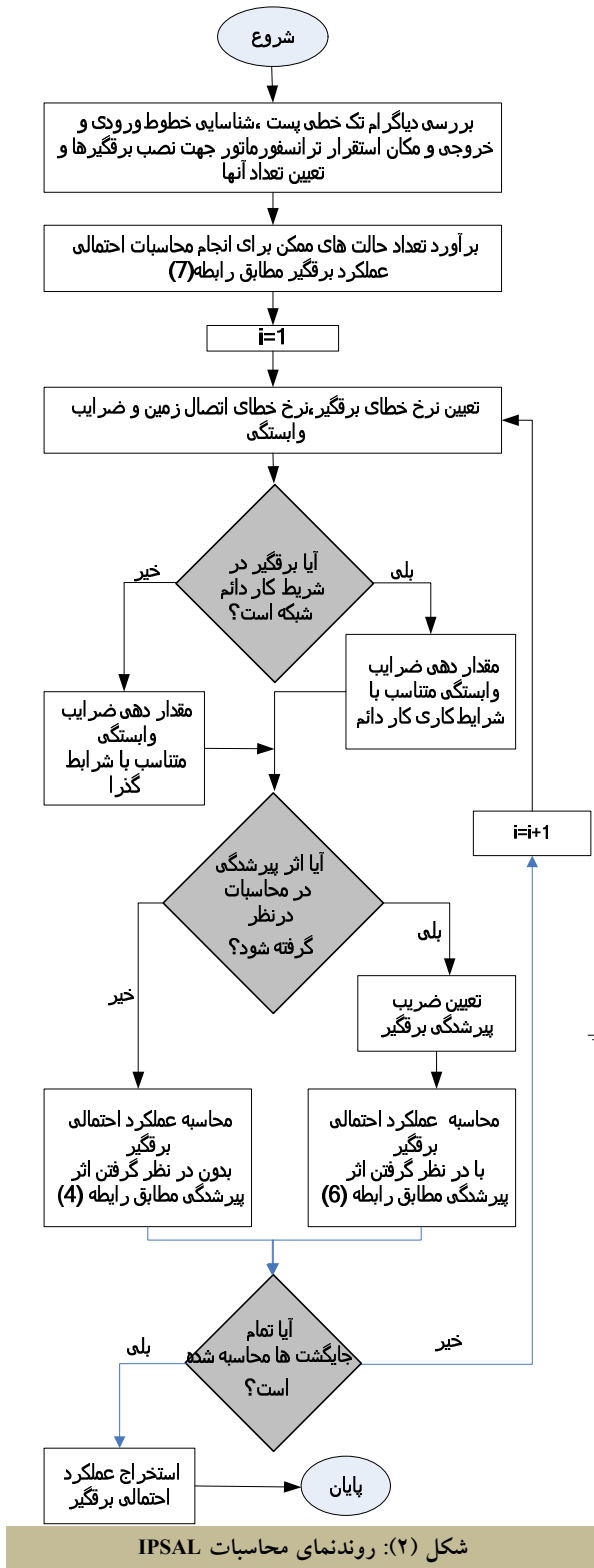 شروع
بررسی دیاگرام تک خطی پست ،شناسایی خطوط ورودی و
خروجی و مکان استقرار ترانسفورماتور جهت نصب برقگیرها و
تعیین تعداد آنها
برآورد تعداد حالت های ممکن برای انجام محاسبات احتمالی
عملکرد برقگیر مطابق رابطه(7)
i=1
تعیین نرخ خطای برقگیر،نرخ خطای اتصال زمین و ضرایب
وابستگی
آیا برقگیر در
شریط کار دائم
شبکه است؟
بلی
خیر
مقدار دهی ضرایب
وابستگی متناسب با
شرایط کاری کار دائم
مقدار دهی ضرایب
وابستگی
متناسب با شرابط
گذرا
i=i+1
آیا اثر پیرشدگی
در محاسبات
درنظر
گرفته شود؟
بلی
خیر
تعیین ضریب
پیرشدگی برقگیر
محاسبه عملکرد احتمالی
برقگیر
با در نظر گرفتن اثر
پیرشدگی مطابق رابطه (6)
محاسبه عملکرد احتمالی
برقگیر
بدون در نظر گرفتن اثر
پیرشدگی مطابق رایطه (4)
آیا تمام
جایگشت ها محاسبه شده
است؟
خیر
بلی
استخراج عملکرد
احتمالی برقگیر
پایان
شکل (۲): روندنمای محاسبات IPSAL